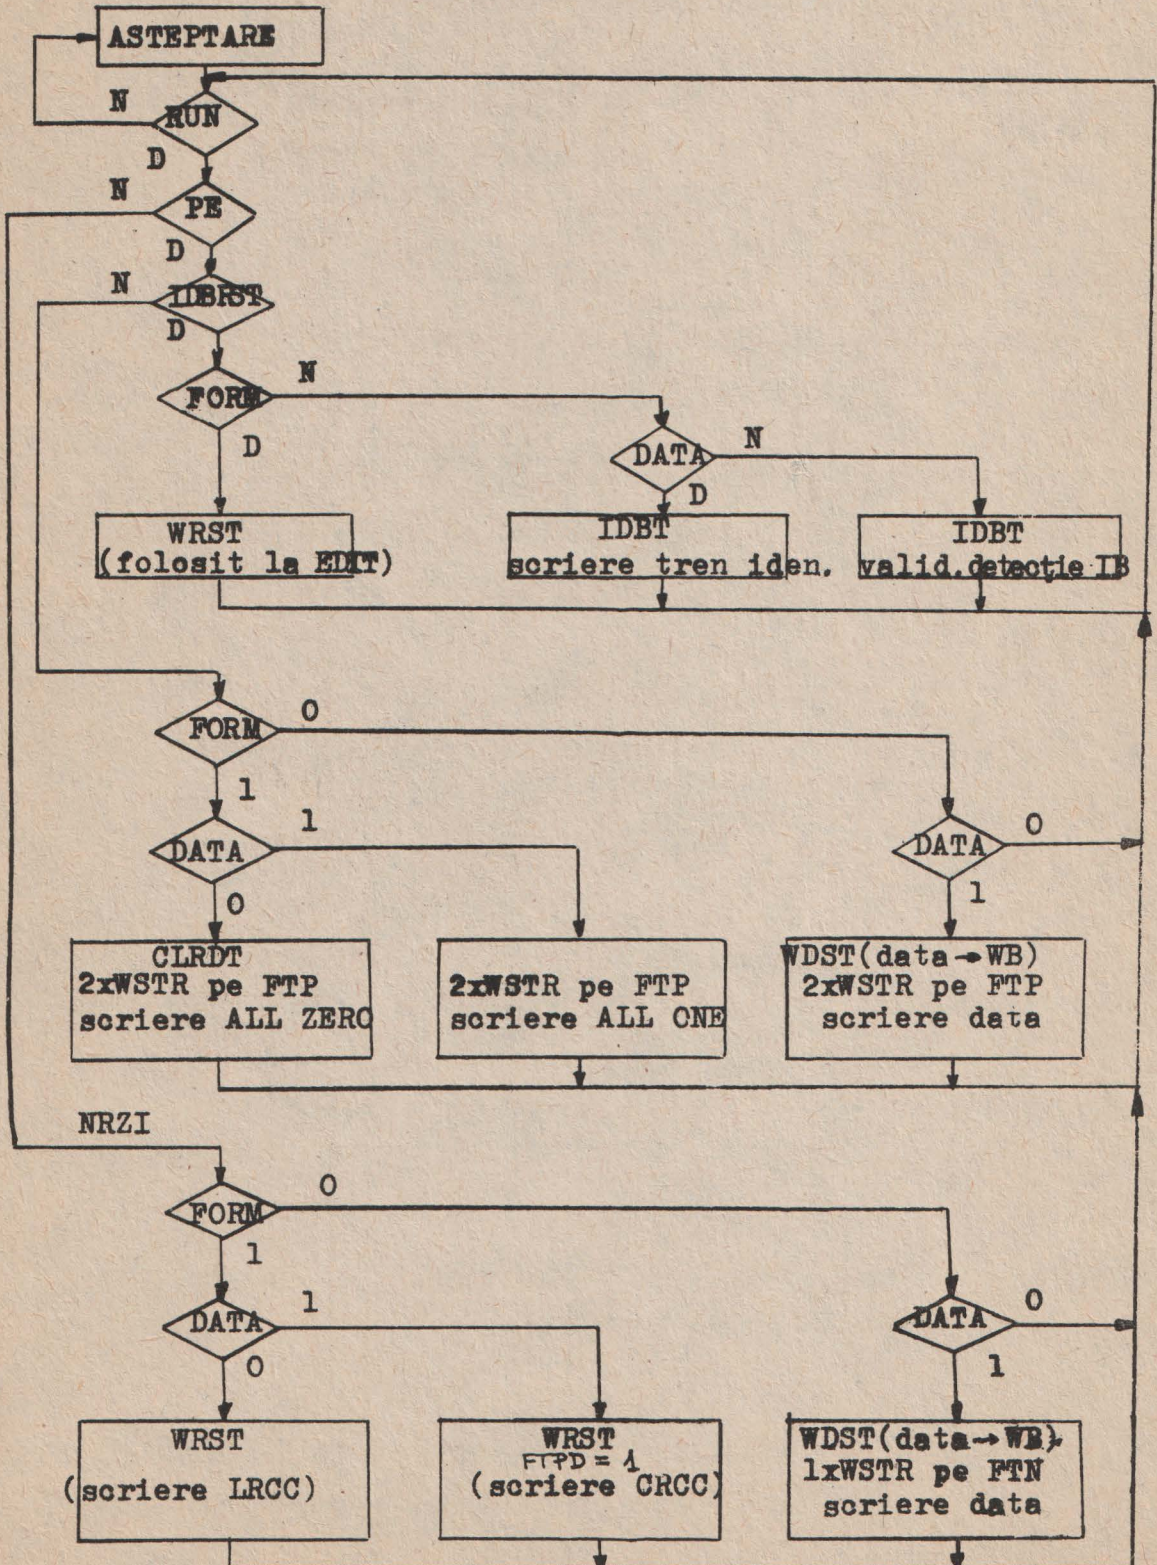 ASTEPTARE
N
RUN
D
N
PE
D
N
IDBRST
D
FORM
N
D
DATA
N
D
WRST
(folosit la EDIT)
IDBT
scriere tren iden.
IDBT
valid.detecţie IB
FORM
0
1
DATA
1
0
DATA
0
1
CLRDT
2xWSTR pe FTP
scriere ALL ZERO
2xWSTR pe FTP
scriere ALL ONE
WDST(data→WB)
2xWSTR pe FTP
scriere data
NRZI
FORM
0
1
DATA
1
0
DATA
0
1
WRST
(scriere LRCC)
WRST
FTPD = 1
(scriere CRCC)
WDST(data→WB)
1xWSTR pe FTN
scriere data